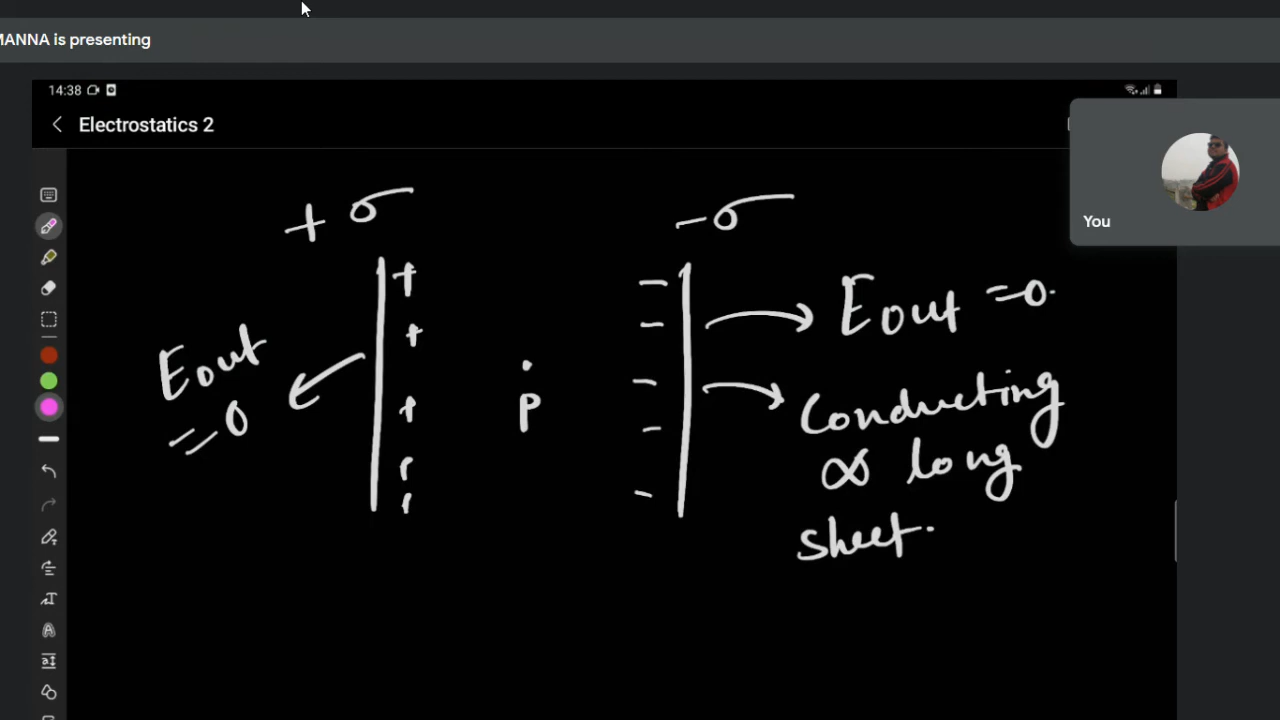 MANNA is presenting
14:38
Electrostatics 2
You
+ σ
-σ
+
+
+
Eout
=0
P
Eout =0.
Conducting
∞ long
sheet.